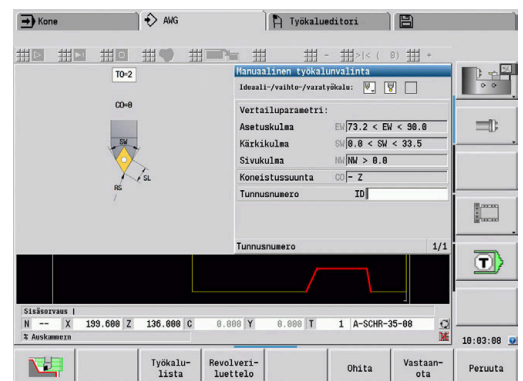 Kone AWG Työkalueditori
- >|< ( 0) -
TO=2
CO=0
SW
SL
RS
Manuaalinen työkalunvalinta
Ideaali-/vaihto-/varatyökalu:
Vertailuparametri:
Asetuskulma EW 73.2 < EW < 90.0
Kärkikulma SW 0.0 < SW < 33.5
Sivukulma NW NW > 0.0
Koneistussuunta CO - Z
Tunnusnumero ID
Tunnusnumero 1/1
Sisäsorvaus |
N -- X 199.600 Z 136.000 C 0.000 Y 0.000 T 1 A-SCHR-35-08
% Auskammern
T
10:03:08
Työkalu-
lista
Revolveri-
luettelo
Ohita
Vastaan-
ota
Peruuta